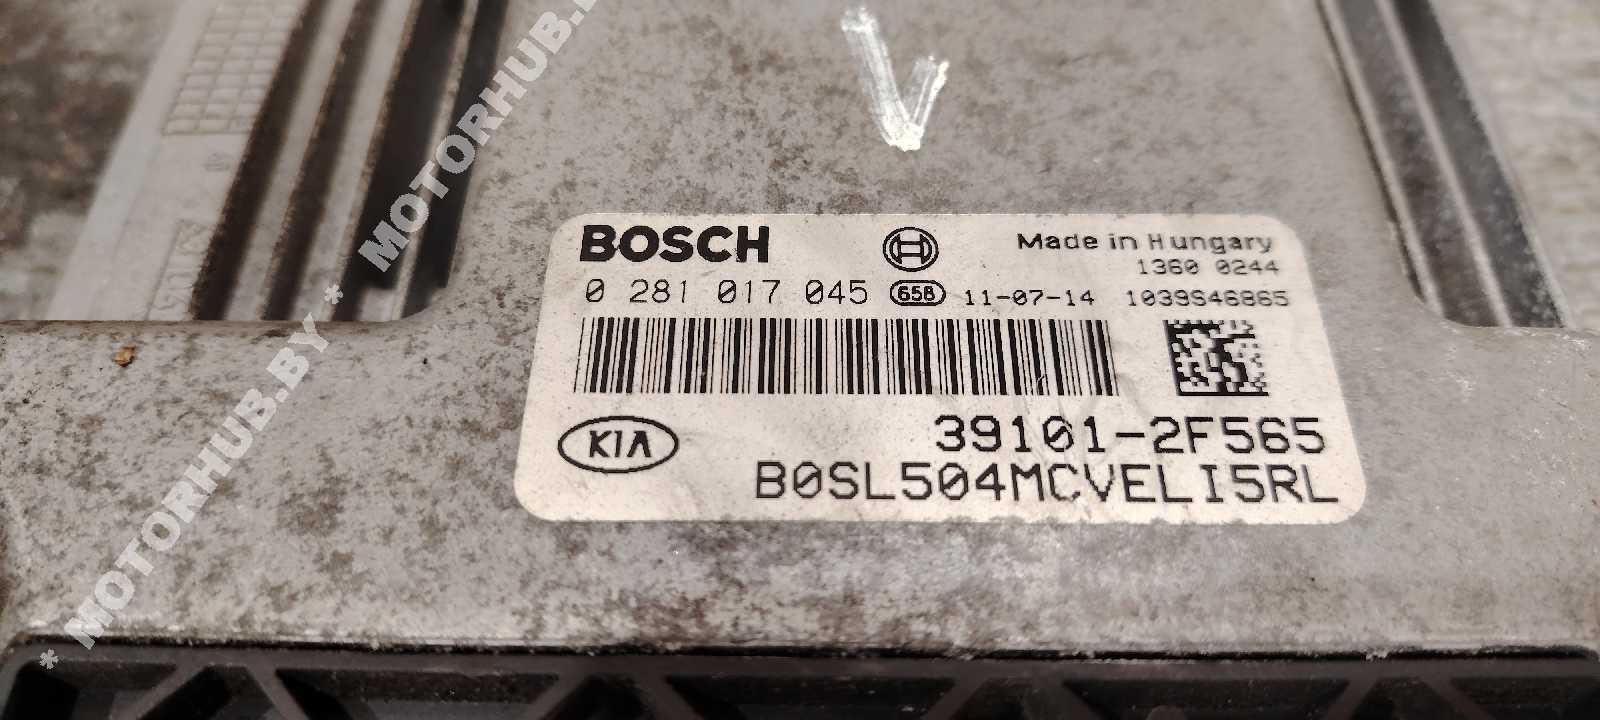 BOSCH
Made in Hungary
1360 0244
0 281 017 045 658 11-07-14 1039S46865
KIA
39101-2F565
B0SL504MCVELI5RL
V
* MOTORHUB.BY * MOTORHUB.BY